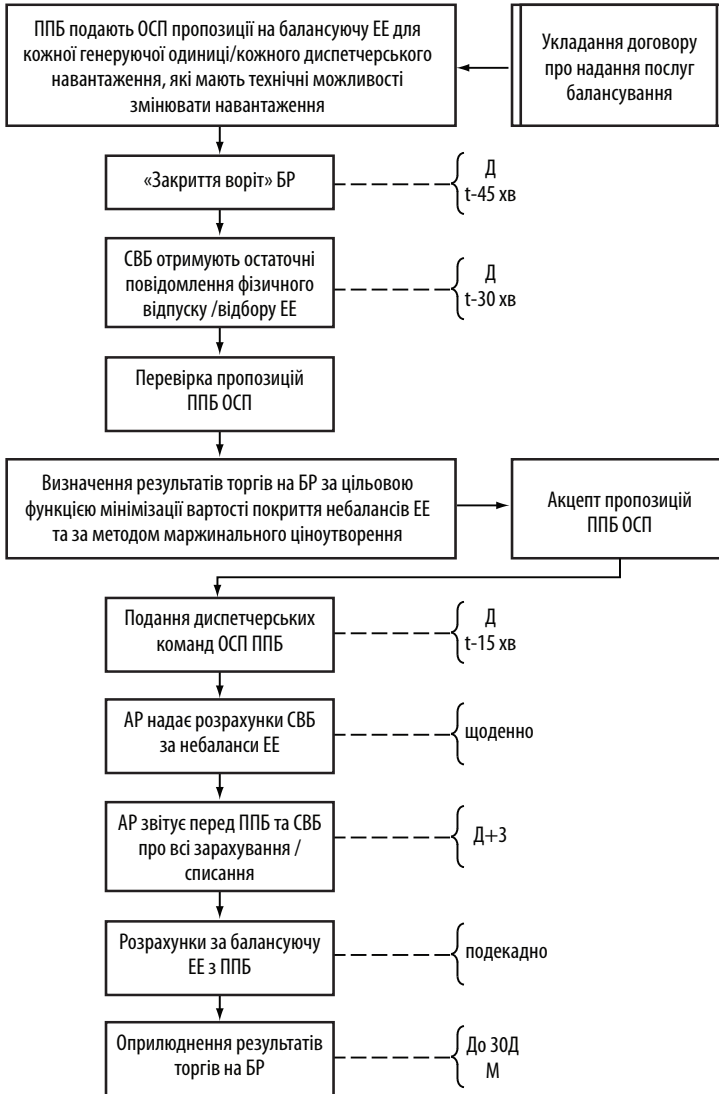 ППБ подають ОСП пропозиції на балансуючу ЕЕ для
кожної генеруючої одиниці/кожного диспетчерського
навантаження, які мають технічні можливості
змінювати навантаження
Укладання договору
про надання послуг
балансування
«Закриття воріт» БР
Д
t-45 хв
СВБ отримують остаточні
повідомлення фізичного
відпуску /відбору ЕЕ
Д
t-30 хв
Перевірка пропозицій
ППБ ОСП
Визначення результатів торгів на БР за цільовою
функцією мінімізації вартості покриття небалансів ЕЕ
та за методом маржинального ціноутворення
Акцепт пропозицій
ППБ ОСП
Подання диспетчерських
команд ОСП ППБ
Д
t-15 хв
АР надає розрахунки СВБ
за небаланси ЕЕ
щоденно
АР звітує перед ППБ та СВБ
про всі зарахування /
списання
Д+3
Розрахунки за балансуючу
ЕЕ з ППБ
подекадно
Оприлюднення результатів
торгів на БР
До 30Д
М